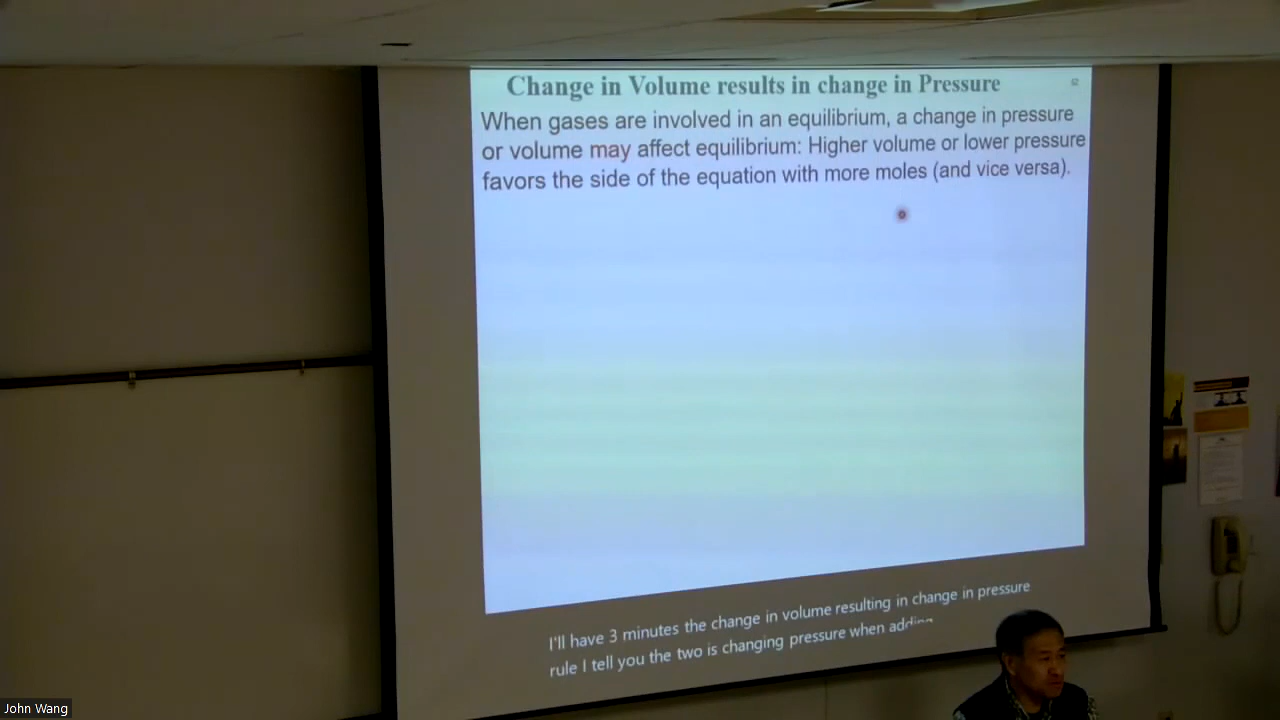 Change in Volume results in change in Pressure
When gases are involved in an equilibrium, a change in pressure
or volume may affect equilibrium: Higher volume or lower pressure
favors the side of the equation with more moles (and vice versa).
I'll have 3 minutes the change in volume resulting in change in pressure
rule I tell you the two is changing pressure when adding
John Wang